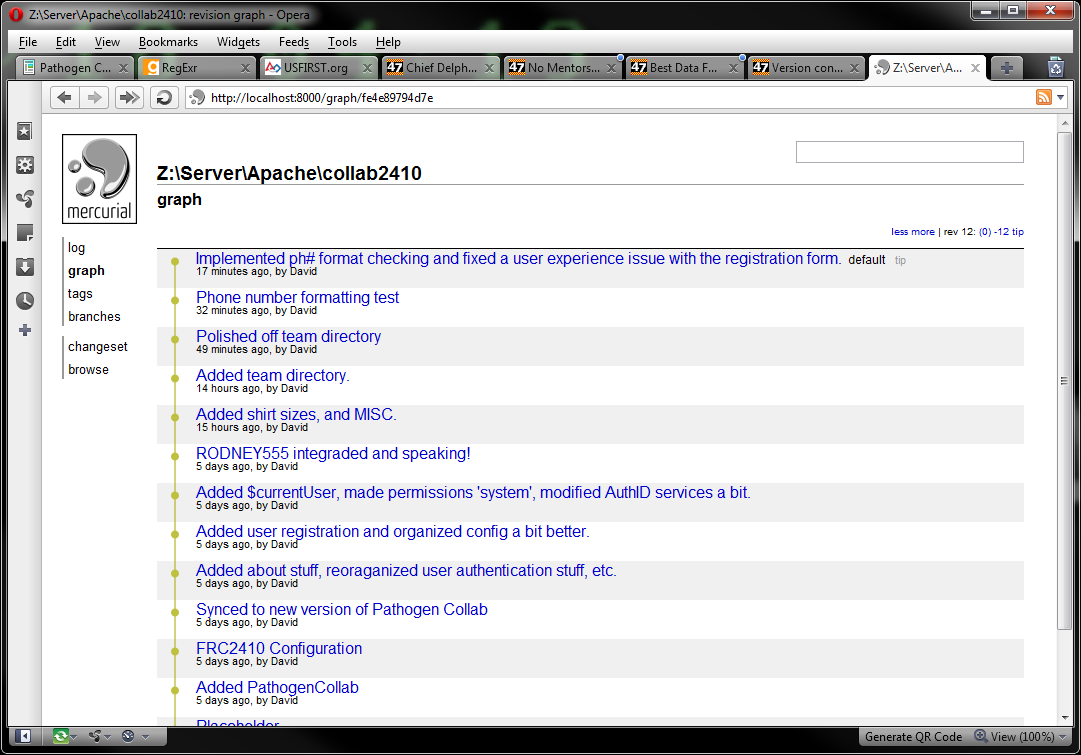 Z:\Server\Apache\collab2410: revision graph - Opera
File Edit View Bookmarks Widgets Feeds Tools Help
Pathogen C... RegExr USFIRST.org 47 Chief Delph... 47 No Mentors... 47 Best Data F... 47 Version con... Z:\Server\A...
http://localhost:8000/graph/fe4e89794d7e
mercurial
Z:\Server\Apache\collab2410
graph
less more | rev 12: (0) -12 tip
log
graph
tags
branches
changeset
browse
Implemented ph# format checking and fixed a user experience issue with the registration form. default tip
17 minutes ago, by David
Phone number formatting test
32 minutes ago, by David
Polished off team directory
49 minutes ago, by David
Added team directory.
14 hours ago, by David
Added shirt sizes, and MISC.
15 hours ago, by David
RODNEY555 integraded and speaking!
5 days ago, by David
Added $currentUser, made permissions 'system', modified AuthID services a bit.
5 days ago, by David
Added user registration and organized config a bit better.
5 days ago, by David
Added about stuff, reoraganized user authentication stuff, etc.
5 days ago, by David
Synced to new version of Pathogen Collab
5 days ago, by David
FRC2410 Configuration
5 days ago, by David
Added PathogenCollab
5 days ago, by David
Placeholder
Generate QR Code View (100%)